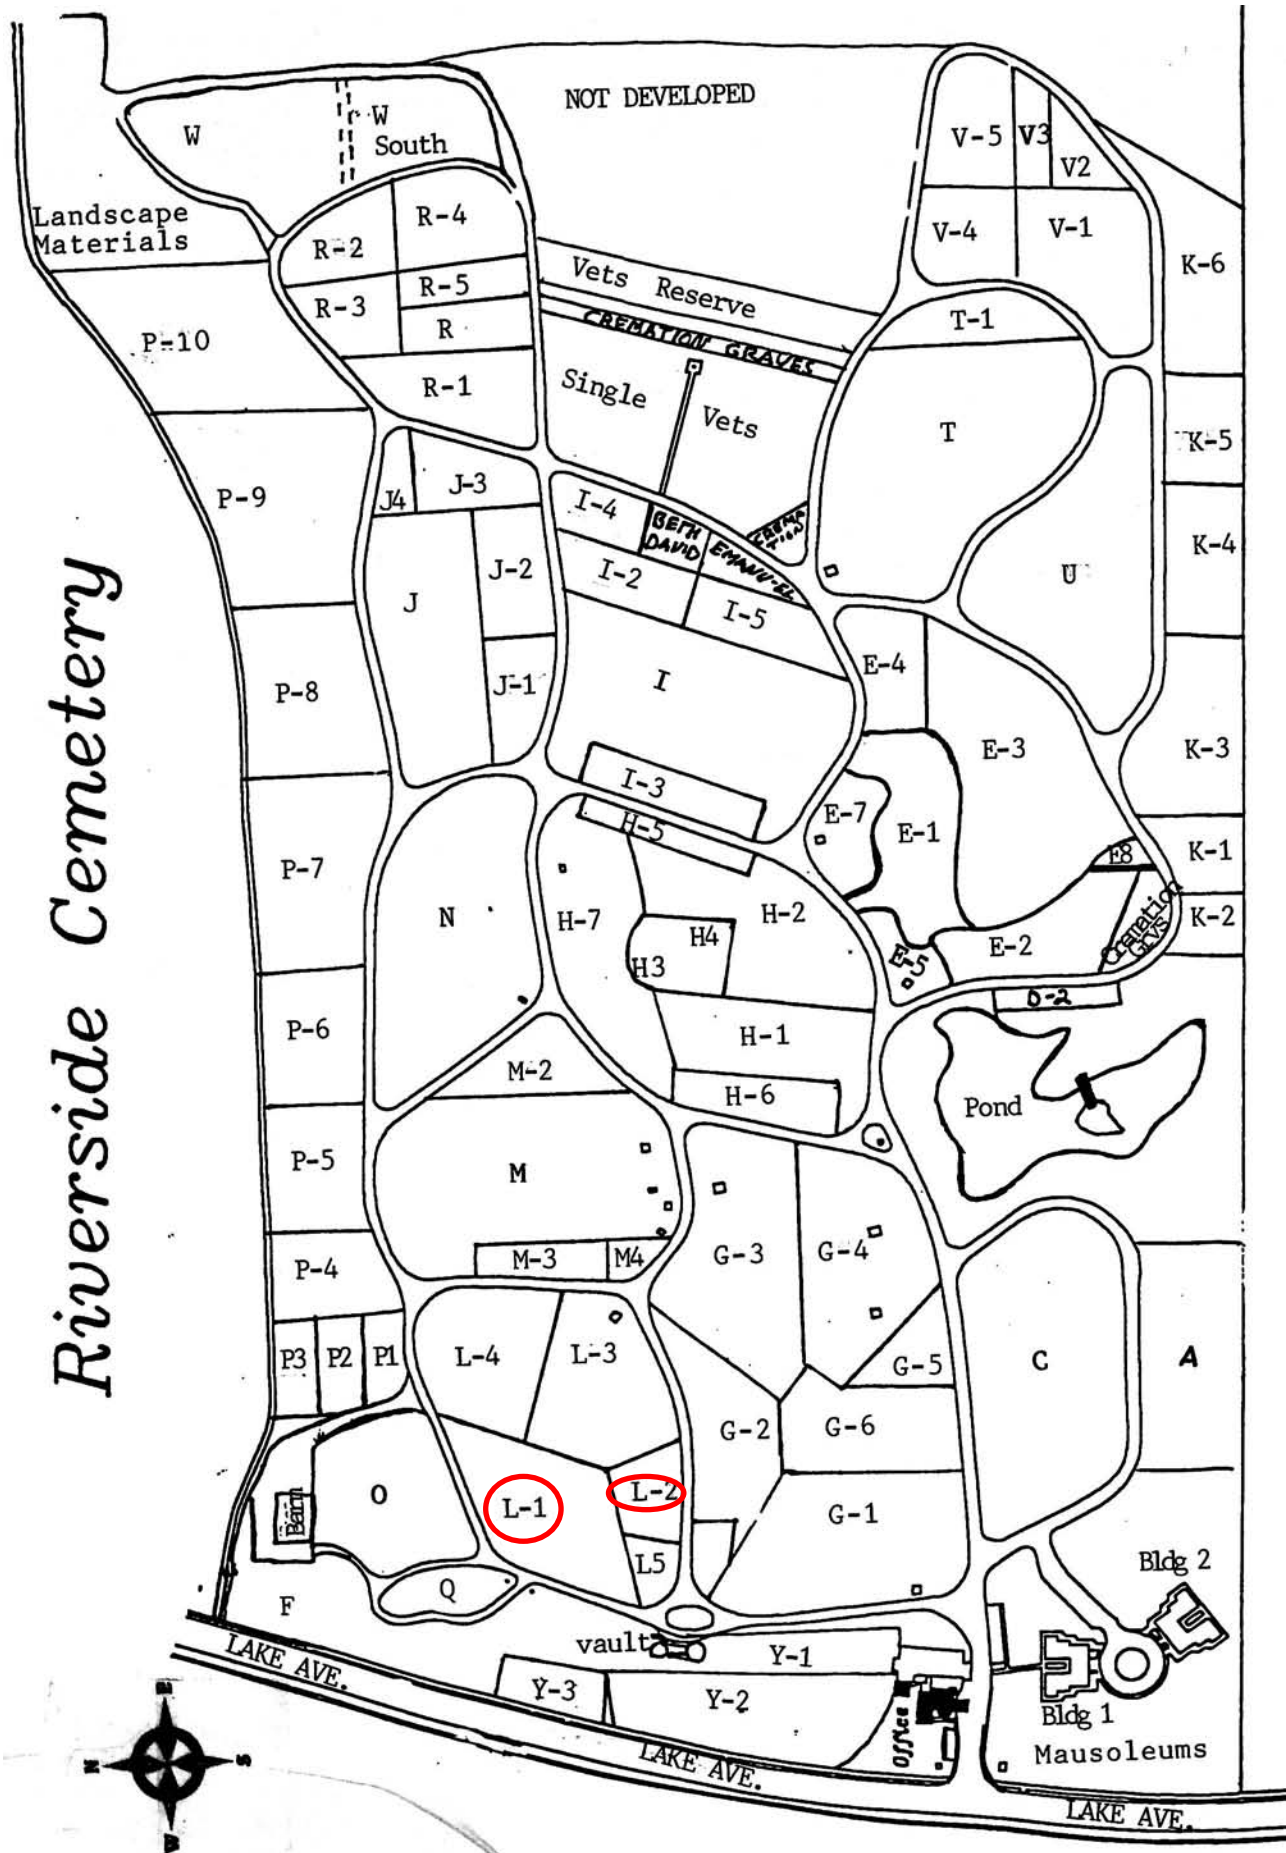 NOT DEVELOPED
W
W
South
V-5
V3
V2
Landscape
Materials
R-2
R-4
V-4
V-1
K-6
R-3
R-5
R
Vets Reserve
CREMATION GRAVES
T-1
P-10
R-1
Single
Vets
T
K-5
P-9
J4
J-3
I-4
BETH
DAVID
EMANU-EL
CREMA
TION
K-4
J
J-2
I-2
I-5
U
P-8
J-1
I
E-4
E-3
K-3
Riverside Cemetery
I-3
H-5
E-7
E-1
E8
K-1
P-7
N
H-7
H-2
H4
H3
E-5
E-2
Cremation
Grvs
K-2
D-2
P-6
H-1
M-2
H-6
Pond
P-5
M
G-3
G-4
P-4
M-3
M4
P3
P2
P1
L-4
L-3
G-5
C
A
G-2
G-6
Barn
O
L-1
L-2
G-1
L5
Bldg 2
F
Q
vault
Y-1
LAKE AVE.
Y-3
Y-2
Office
Bldg 1
Mausoleums
LAKE AVE.
LAKE AVE.
E
N
S
W